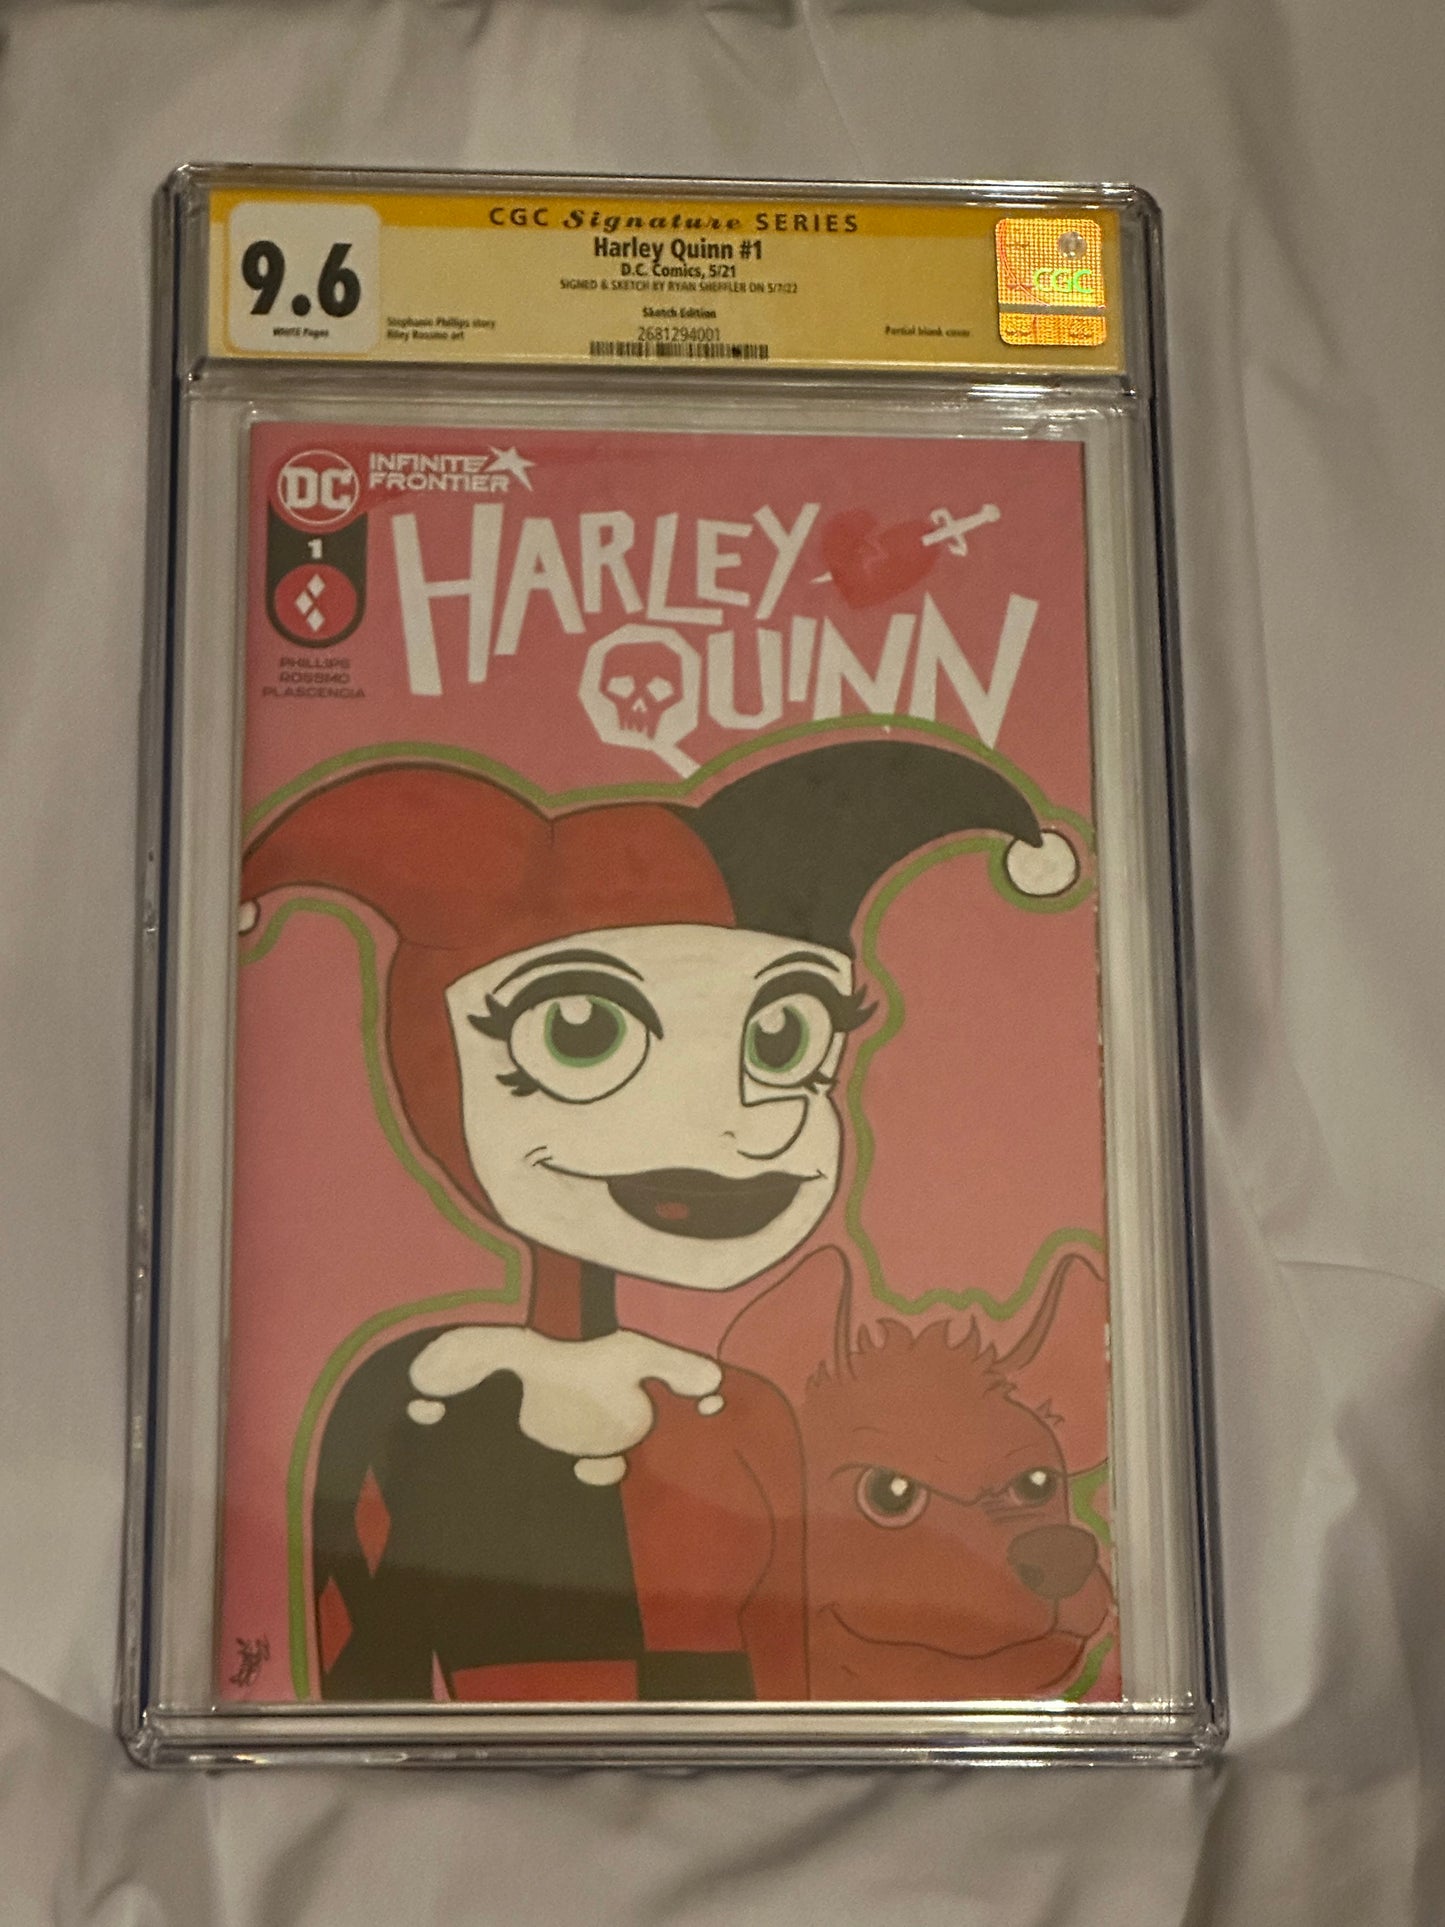 CGC Signature SERIES
Harley Quinn #1
D.C. Comics, 5/21
SIGNED & SKETCH BY RYAN SHEFFLER ON 5/7/22
9.6
WHITE Pages
Stephanie Phillips story
Riley Rossmo art
Sketch Edition
2681294001
Partial blank cover.
CGC
DC
INFINITE
FRONTIER
1
HARLEY
QUINN
PHILLIPS
ROSSMO
PLASCENCIA